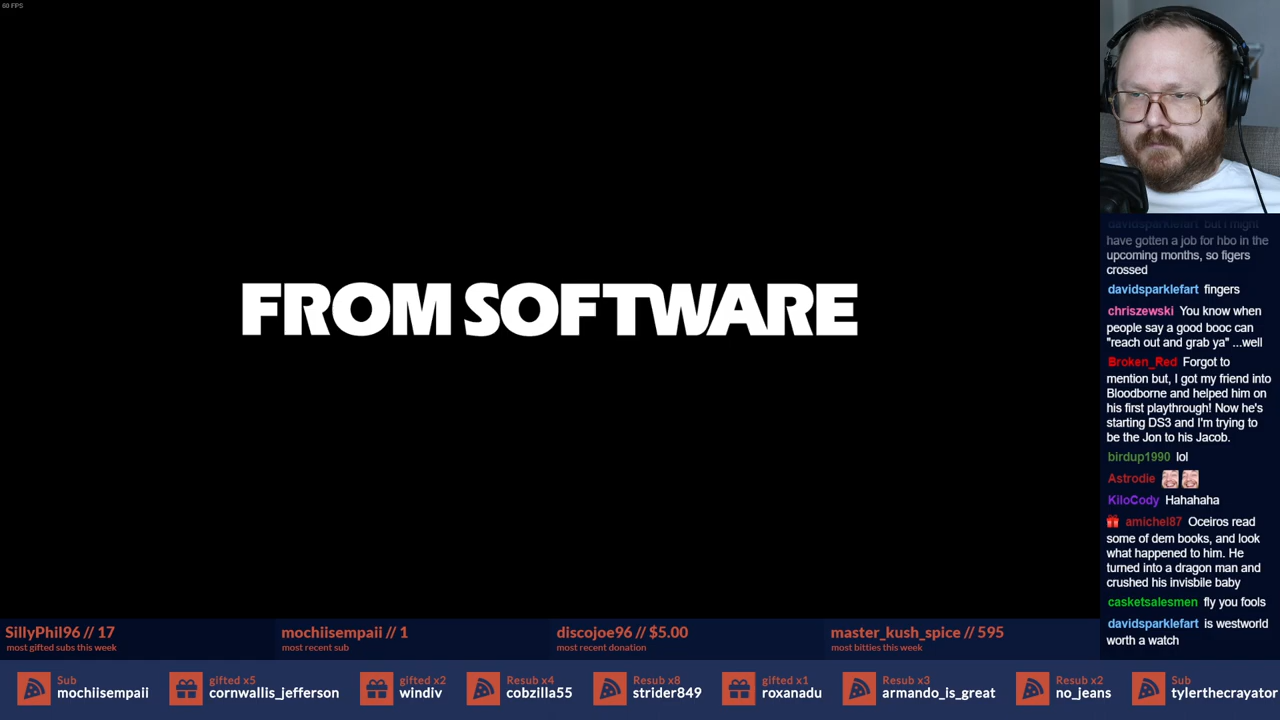 60 FPS
FROM SOFTWARE
davidsparklefart but i might
have gotten a job for hbo in the
upcoming months, so figers
crossed
davidsparklefart fingers
chriszewski You know when
people say a good booc can
"reach out and grab ya" ...well
Broken_Red Forgot to
mention but, I got my friend into
Bloodborne and helped him on
his first playthrough! Now he's
starting DS3 and I'm trying to
be the Jon to his Jacob.
birdup1990 lol
Astrodie
KiloCody Hahahaha
amichel87 Oceiros read
some of dem books, and look
what happened to him. He
turned into a dragon man and
crushed his invisbile baby
casketsalesmen fly you fools
davidsparklefart is westworld
worth a watch
SillyPhil96 // 17
most gifted subs this week
mochiisempaii // 1
most recent sub
discojoe96 // $5.00
most recent donation
master_kush_spice // 595
most bitties this week
Sub
mochiisempaii
gifted x5
cornwallis_jefferson
gifted x2
windiv
Resub x4
cobzilla55
Resub x8
strider849
gifted x1
roxanadu
Resub x3
armando_is_great
Resub x2
no_jeans
Sub
tylerthecrayator